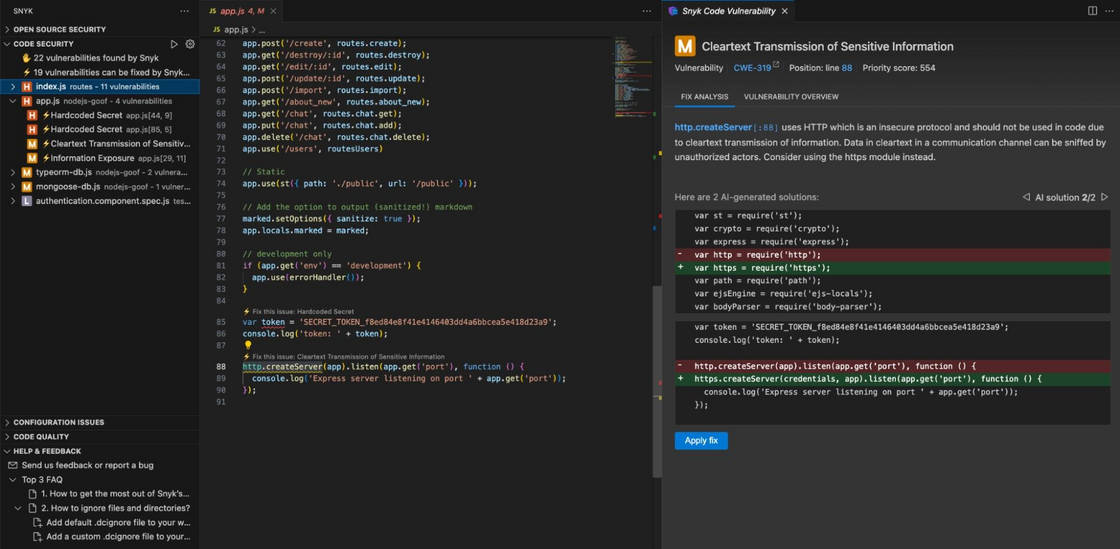 SNYK
OPEN SOURCE SECURITY
CODE SECURITY
22 vulnerabilities found by Snyk
19 vulnerabilities can be fixed by Snyk...
H index.js routes - 11 vulnerabilities
H app.js nodejs-goof - 4 vulnerabilities
H ⚡Hardcoded Secret app.js[44, 9]
H ⚡Hardcoded Secret app.js[85, 5]
M ⚡Cleartext Transmission of Sensitiv...
M ⚡Information Exposure app.js[29, 11]
M typeorm-db.js nodejs-goof - 2 vulnera...
M mongoose-db.js nodejs-goof - 1 vulner...
L authentication.component.spec.js tes...
CONFIGURATION ISSUES
CODE QUALITY
HELP & FEEDBACK
Send us feedback or report a bug
Top 3 FAQ
1. How to get the most out of Snyk's...
2. How to ignore files and directories?
Add default .dcignore file to your w...
Add a custom .dcignore file to your...
JS app.js 4, M
JS app.js > ...
62 app.post('/create', routes.create);
63 app.get('/destroy/:id', routes.destroy);
64 app.get('/edit/:id', routes.edit);
65 app.post('/update/:id', routes.update);
66 app.post('/import', routes.import);
67 app.get('/about_new', routes.about_new);
68 app.get('/chat', routes.chat.get);
69 app.put('/chat', routes.chat.add);
70 app.delete('/chat', routes.chat.delete);
71 app.use('/users', routesUsers)
72
73 // Static
74 app.use(st({ path: './public', url: '/public' }));
75
76 // Add the option to output (sanitized!) markdown
77 marked.setOptions({ sanitize: true });
78 app.locals.marked = marked;
79
80 // development only
81 if (app.get('env') == 'development') {
82 app.use(errorHandler());
83 }
84
⚡ Fix this issue: Hardcoded Secret
85 var token = 'SECRET_TOKEN_f8ed84e8f41e4146403dd4a6bbcea5e418d23a9';
86 console.log('token: ' + token);
87
⚡ Fix this issue: Cleartext Transmission of Sensitive Information
88 http.createServer(app).listen(app.get('port'), function () {
89 console.log('Express server listening on port ' + app.get('port'));
90 });
91
Snyk Code Vulnerability
M Cleartext Transmission of Sensitive Information
Vulnerability CWE-319 Position: line 88 Priority score: 554
FIX ANALYSIS VULNERABILITY OVERVIEW
http.createServer [:88] uses HTTP which is an insecure protocol and should not be used in code due
to cleartext transmission of information. Data in cleartext in a communication channel can be sniffed by
unauthorized actors. Consider using the https module instead.
Here are 2 AI-generated solutions: AI solution 2/2
var st = require('st');
var crypto = require('crypto');
var express = require('express');
- var http = require('http');
+ var https = require('https');
var path = require('path');
var ejsEngine = require('ejs-locals');
var bodyParser = require('body-parser');
var token = 'SECRET_TOKEN_f8ed84e8f41e4146403dd4a6bbcea5e418d23a9';
console.log('token: ' + token);
- http.createServer(app).listen(app.get('port'), function () {
+ https.createServer(credentials, app).listen(app.get('port'), function () {
console.log('Express server listening on port ' + app.get('port'));
});
Apply fix